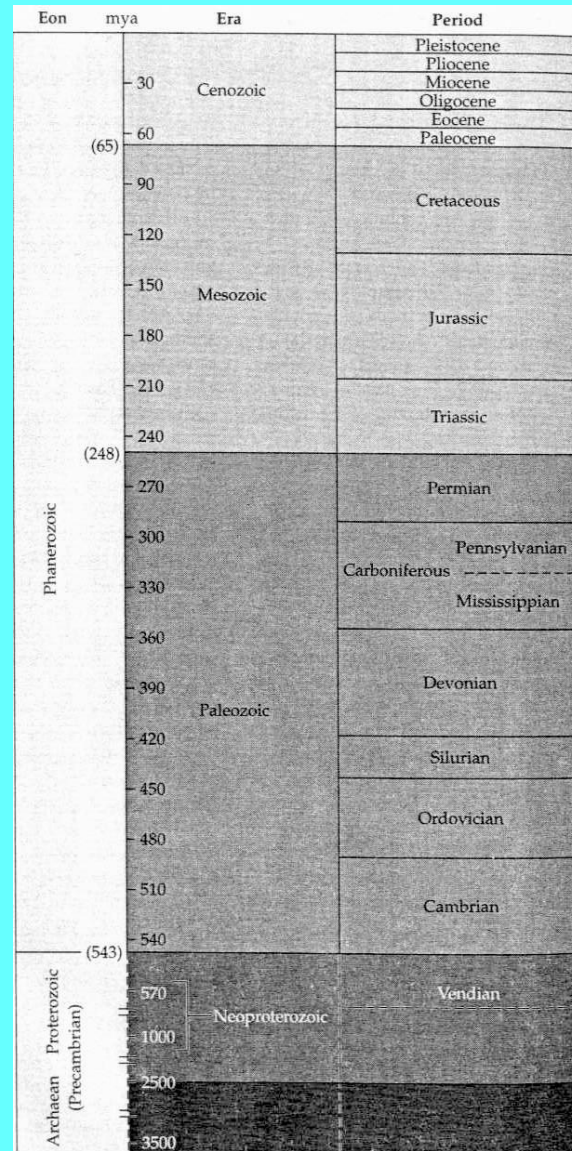 Eon mya Era Period
Pleistocene
Pliocene
30 Miocene
Cenozoic
Oligocene
Eocene
60 Paleocene
(65)
90
Cretaceous
120
150
Mesozoic
Jurassic
180
210
Triassic
240
(248)
270 Permian
300
Pennsylvanian
Phanerozoic
Carboniferous
330
Mississippian
360
390 Devonian
Paleozoic
420
Silurian
450
Ordovician
480
510
Cambrian
540
(543)
570 Vendian
Neoproterozoic
1000
Proterozoic
(Precambrian)
2500
Archaean
3500